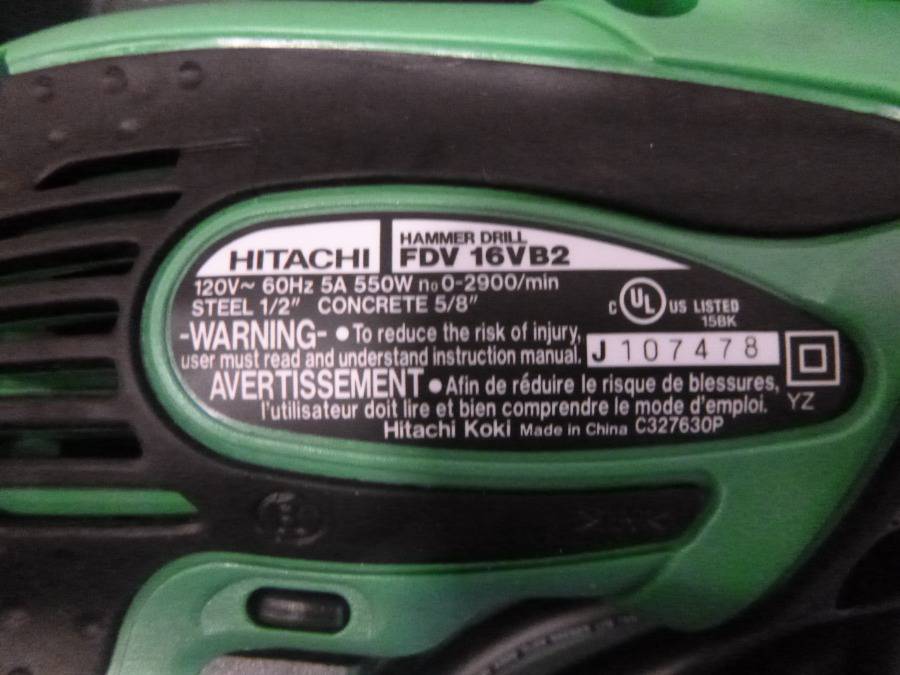 HITACHI
HAMMER DRILL
FDV 16VB2
120V~ 60Hz 5A 550W n₀0-2900/min
STEEL 1/2" CONCRETE 5/8"
C UL US LISTED
15BK
-WARNING- ●To reduce the risk of injury,
user must read and understand instruction manual.
J 107478
AVERTISSEMENT ●Afin de réduire le risque de blessures,
l'utilisateur doit lire et bien comprendre le mode d'emploi.
YZ
Hitachi Koki Made in China C327630P